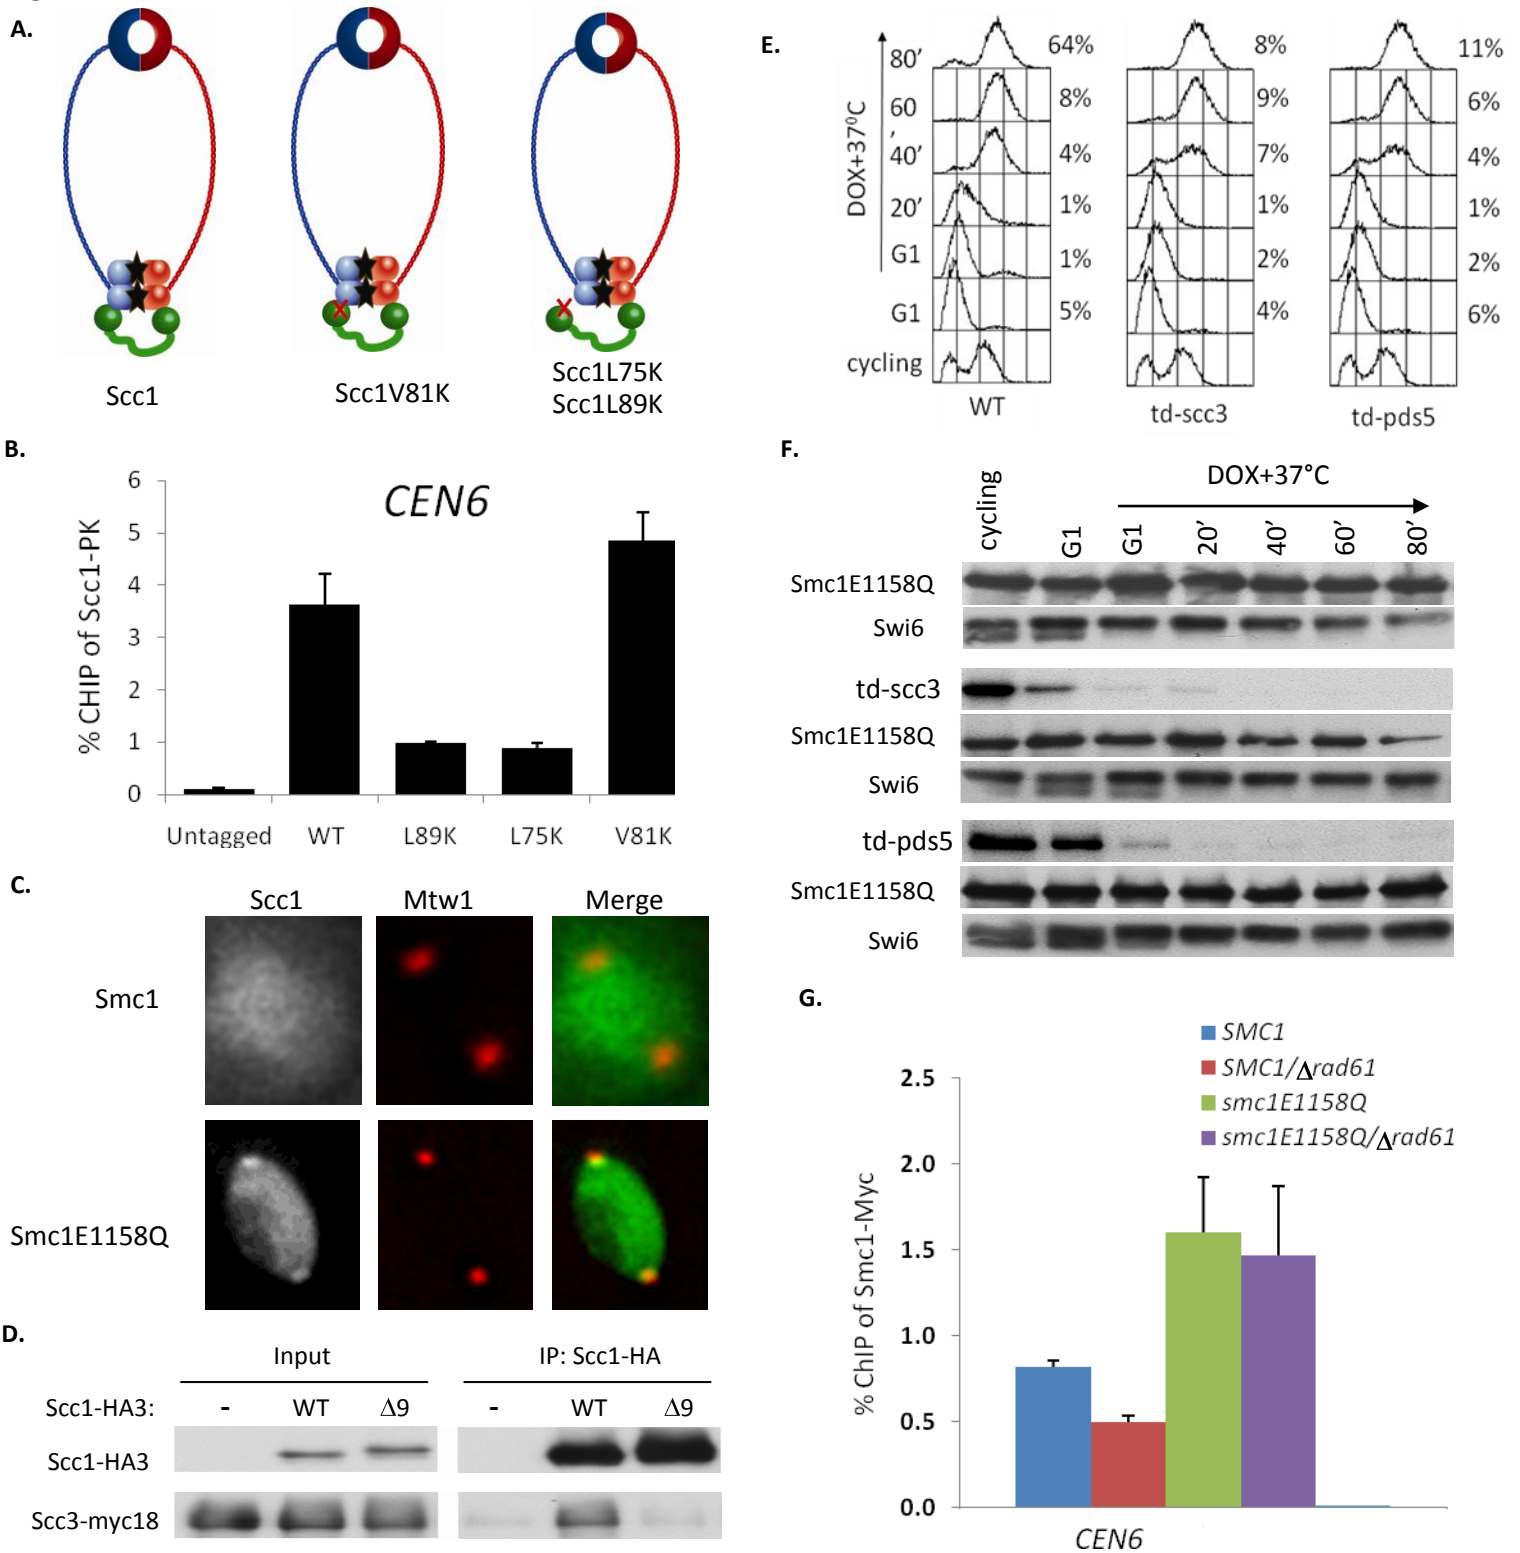 A.
Scc1
Scc1V81K
Scc1L75K
Scc1L89K
B.
CEN6
% CHIP of Scc1-PK
6
5
4
3
2
1
0
Untagged WT L89K L75K V81K
C.
Scc1 Mtw1 Merge
Smc1
Smc1E1158Q
D.
Input IP: Scc1-HA
Scc1-HA3: - WT Δ9 - WT Δ9
Scc1-HA3
Scc3-myc18
E.
DOX+37⁰C
80’ 64% 8% 11%
60 8% 9% 6%
’
40’ 4% 7% 4%
20’ 1% 1% 1%
G1 1% 2% 2%
G1 5% 4% 6%
cycling
WT td-scc3 td-pds5
F.
DOX+37°C
cycling G1 G1 20’ 40’ 60’ 80’
Smc1E1158Q
Swi6
td-scc3
Smc1E1158Q
Swi6
td-pds5
Smc1E1158Q
Swi6
G.
SMC1
SMC1/Δrad61
smc1E1158Q
smc1E1158Q/Δrad61
% ChIP of Smc1-Myc
2.5
2.0
1.5
1.0
0.5
0.0
CEN6